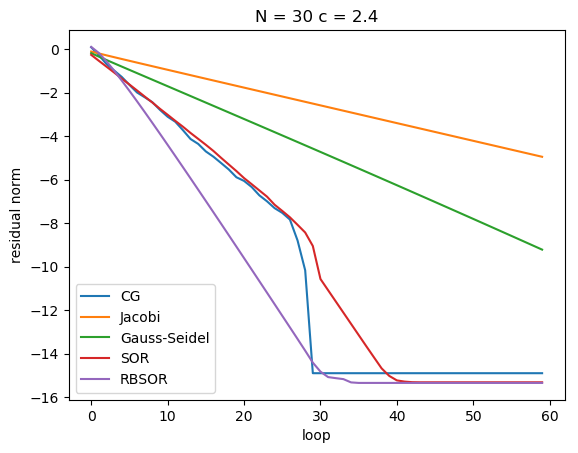 N = 30 c = 2.4
residual norm
0
−2
−4
−6
−8
−10
−12
−14
−16
CG
Jacobi
Gauss-Seidel
SOR
RBSOR
0 10 20 30 40 50 60
loop